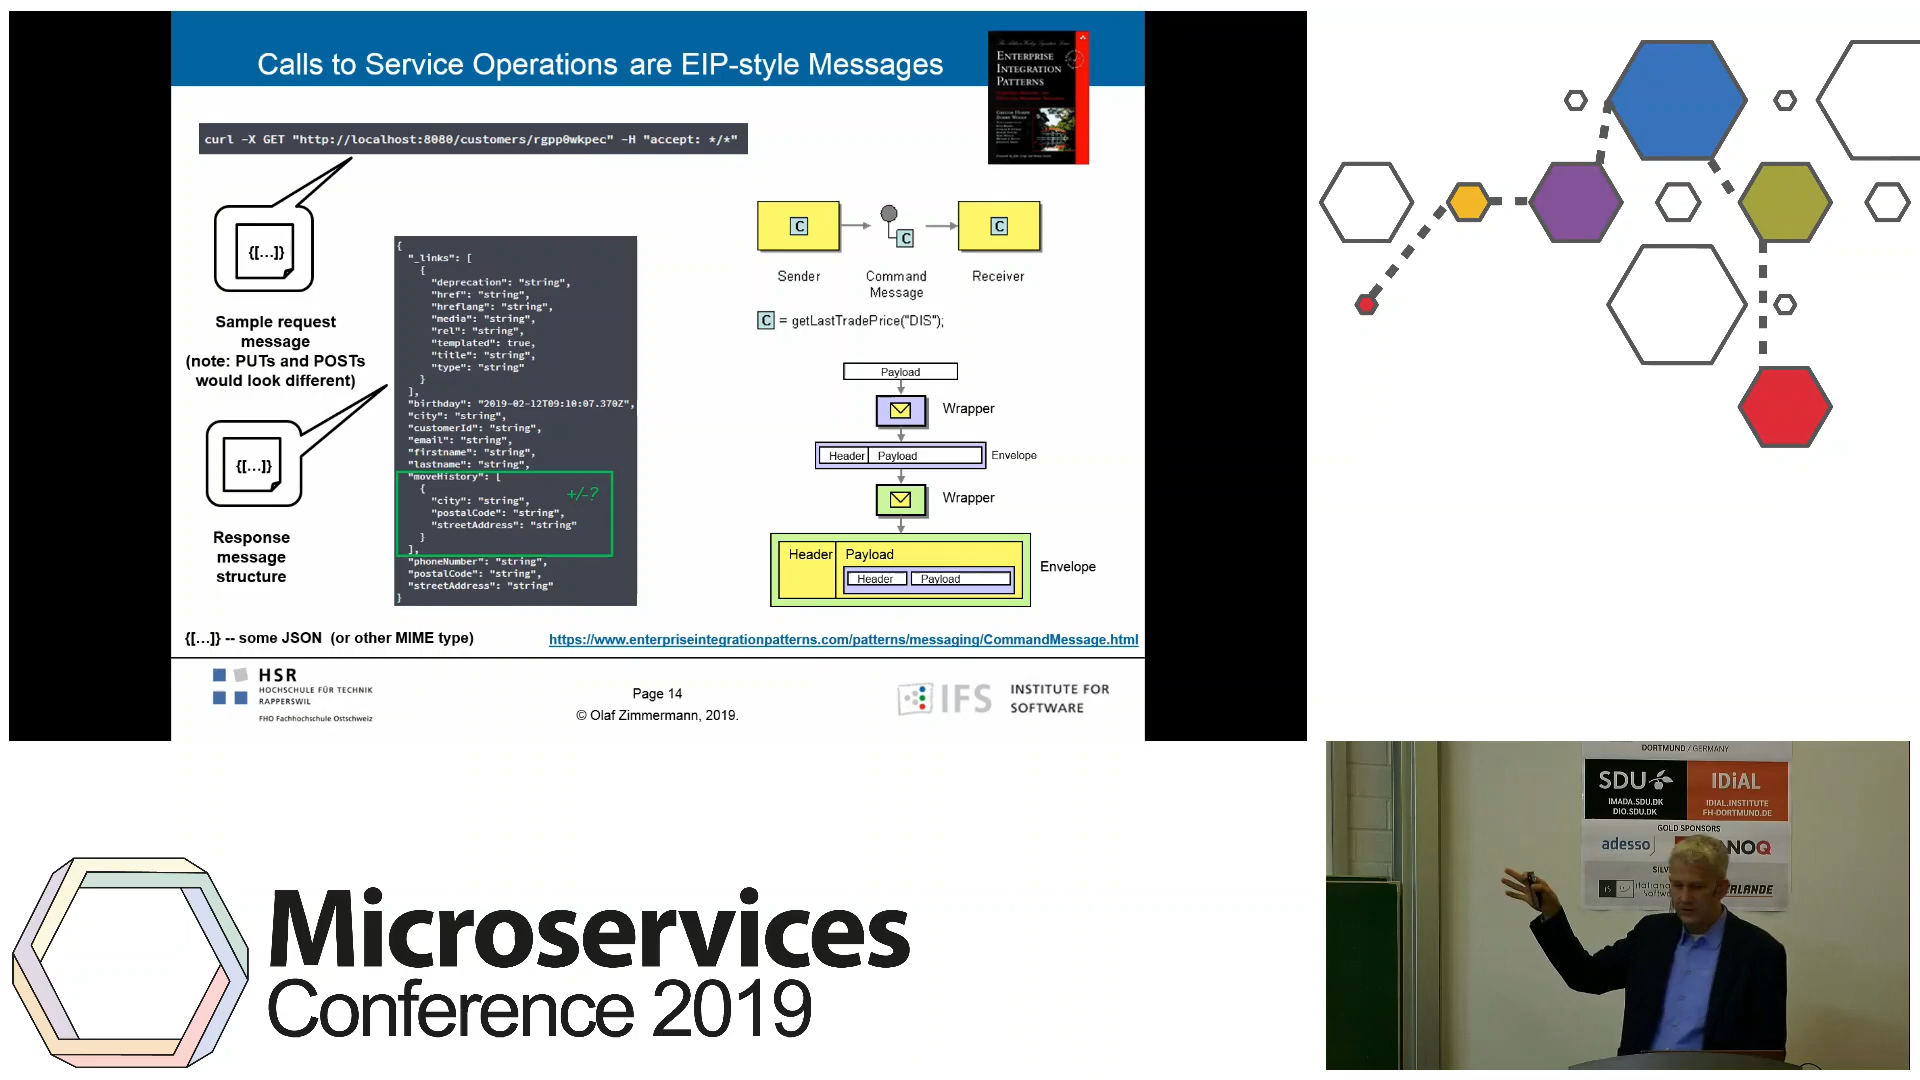 Calls to Service Operations are EIP-style Messages
ENTERPRISE
INTEGRATION
PATTERNS
curl -X GET "http://localhost:8080/customers/rgpp0wkpec" -H "accept: */*"
{[...]}
Sample request
message
(note: PUTs and POSTs
would look different)
{[...]}
Response
message
structure
{
"_links": [
{
"deprecation": "string",
"href": "string",
"hreflang": "string",
"media": "string",
"rel": "string",
"templated": true,
"title": "string",
"type": "string"
}
],
"birthday": "2019-02-12T09:10:07.370Z",
"city": "string",
"customerId": "string",
"email": "string",
"firstname": "string",
"lastname": "string",
"moveHistory": [
{
"city": "string",
"postalCode": "string",
"streetAddress": "string"
}
],
"phoneNumber": "string",
"postalCode": "string",
"streetAddress": "string"
}
+/-?
C
C
C
Sender
Command
Message
Receiver
C = getLastTradePrice("DIS");
Payload
Wrapper
Header Payload
Envelope
Wrapper
Header Payload
Header Payload
Envelope
{[...]} -- some JSON (or other MIME type)
https://www.enterpriseintegrationpatterns.com/patterns/messaging/CommandMessage.html
HSR
HOCHSCHULE FÜR TECHNIK
RAPPERSWIL
FHO Fachhochschule Ostschweiz
Page 14
© Olaf Zimmermann, 2019.
IFS
INSTITUTE FOR
SOFTWARE
DORTMUND / GERMANY
SDU
IMADA.SDU.DK
DIO.SDU.DK
IDiAL
IDIAL.INSTITUTE
FH-DORTMUND.DE
GOLD SPONSORS
adesso
Microservices
Conference 2019